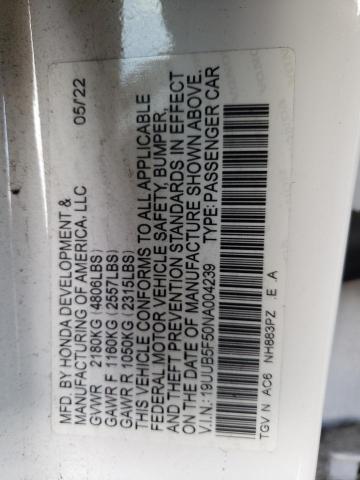 MFD. BY HONDA DEVELOPMENT & 05/22
MANUFACTURING OF AMERICA, LLC
GVWR 2180KG (4806LBS)
GAWR F 1160KG (2557LBS)
GAWR R 1050KG (2315LBS)
THIS VEHICLE CONFORMS TO ALL APPLICABLE
FEDERAL MOTOR VEHICLE SAFETY, BUMPER,
AND THEFT PREVENTION STANDARDS IN EFFECT
ON THE DATE OF MANUFACTURE SHOWN ABOVE.
V.I.N.: 19UUB5F50NA004239 TYPE: PASSENGER CAR
TGV N AC6 NH883PZ E A